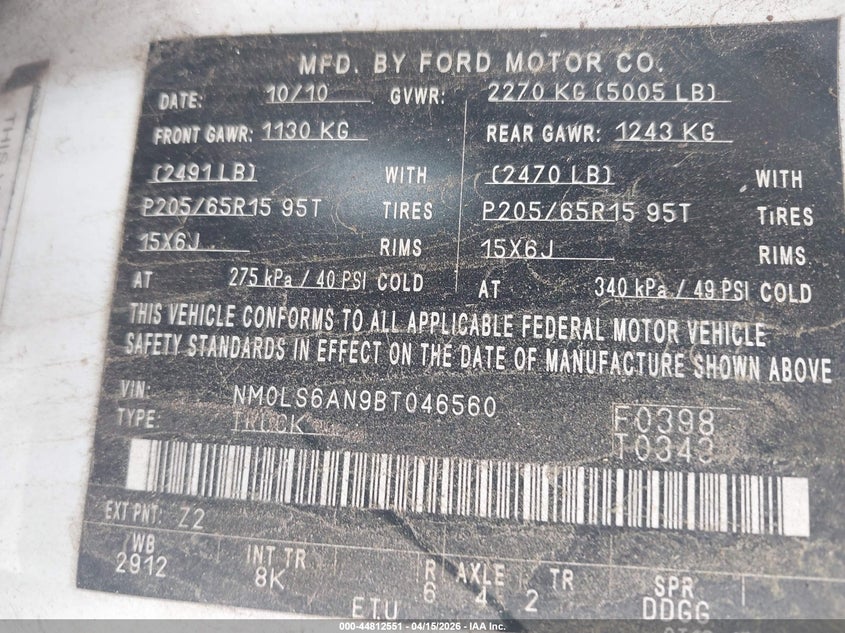 THIS
MFD. BY FORD MOTOR CO.
DATE: 10/10 GVWR: 2270 KG (5005 LB)
FRONT GAWR: 1130 KG REAR GAWR: 1243 KG
(2491 LB) WITH (2470 LB) WITH
P205/65R15 95T TIRES P205/65R15 95T TIRES
15X6J RIMS 15X6J RIMS
AT 275 kPa / 40 PSI COLD AT 340 kPa / 49 PSI COLD
THIS VEHICLE CONFORMS TO ALL APPLICABLE FEDERAL MOTOR VEHICLE
SAFETY STANDARDS IN EFFECT ON THE DATE OF MANUFACTURE SHOWN ABOVE
VIN: NM0LS6AN9BT046560 F0398
TYPE: TRUCK T0343
EXT PNT: Z2
WB INT TR R AXLE TR SPR
2912 8K 6 4 2 DDGG
ETU
000-44812551 - 04/15/2026 - IAA Inc.